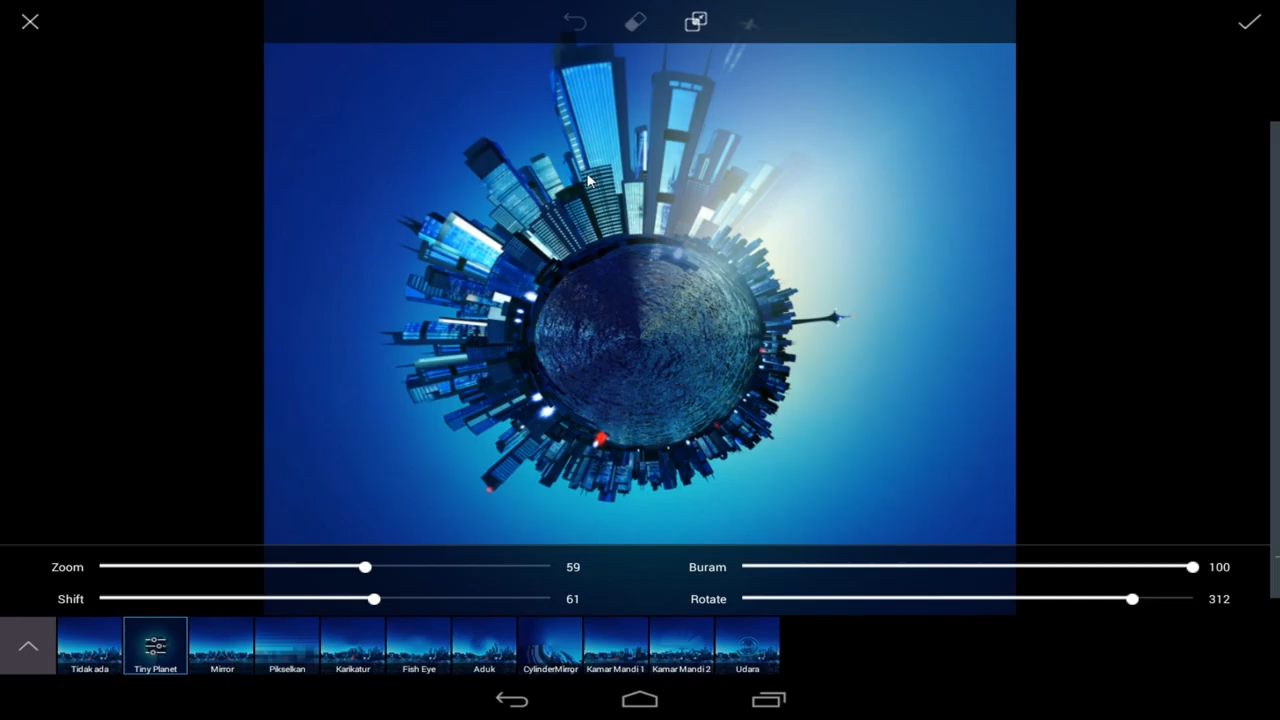 Zoom 59 Buram 100
Shift 61 Rotate 312
Tidak ada Tiny Planet Mirror Pikselkan Karikatur Fish Eye Aduk CylinderMirror Kamar Mandi 1 Kamar Mandi 2 Udara